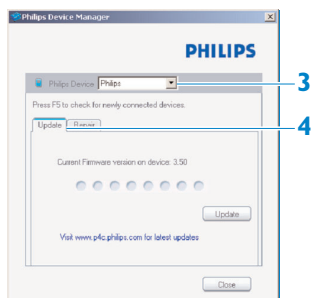 Philips Device Manager
PHILIPS
Philips Device Philips
3
Press F5 to check for newly connected devices.
Update Repair
4
Current Firmware version on device: 3.50
Update
Visit www.p4c.philips.com for latest updates
Close